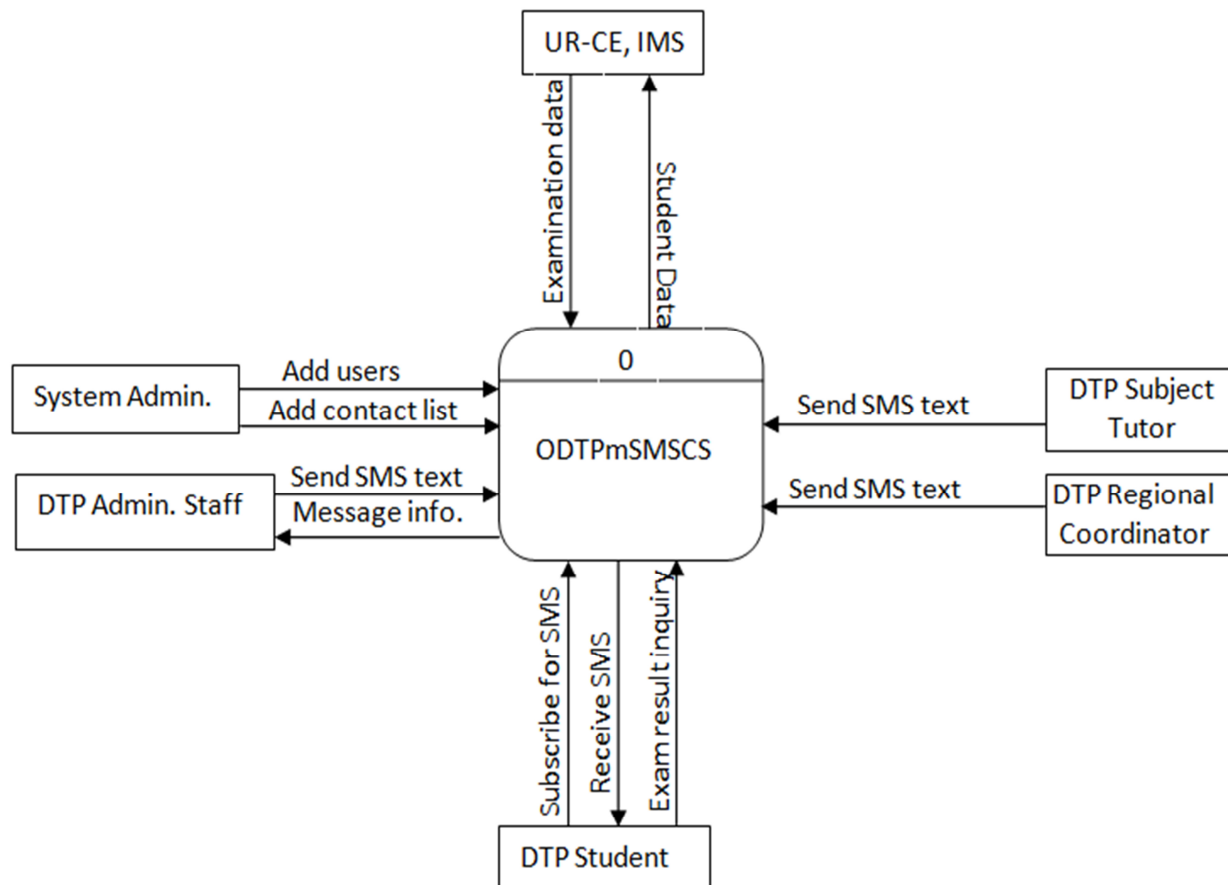 UR-CE, IMS
Examination data
Student Data
0
ODTPmSMSCS
System Admin.
Add users
Add contact list
DTP Admin. Staff
Send SMS text
Message info.
Send SMS text
DTP Subject
Tutor
Send SMS text
DTP Regional
Coordinator
Subscribe for SMS
Receive SMS
Exam result inquiry
DTP Student